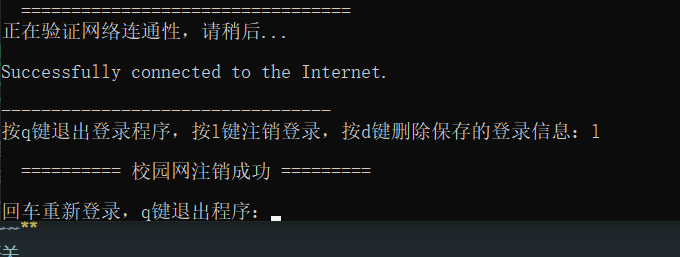 =================================
正在验证网络连通性，请稍后...
Successfully connected to the Internet.
_________________________________
按q键退出登录程序，按l键注销登录，按d键删除保存的登录信息：l
========== 校园网注销成功 =========
回车重新登录，q键退出程序：
~~**